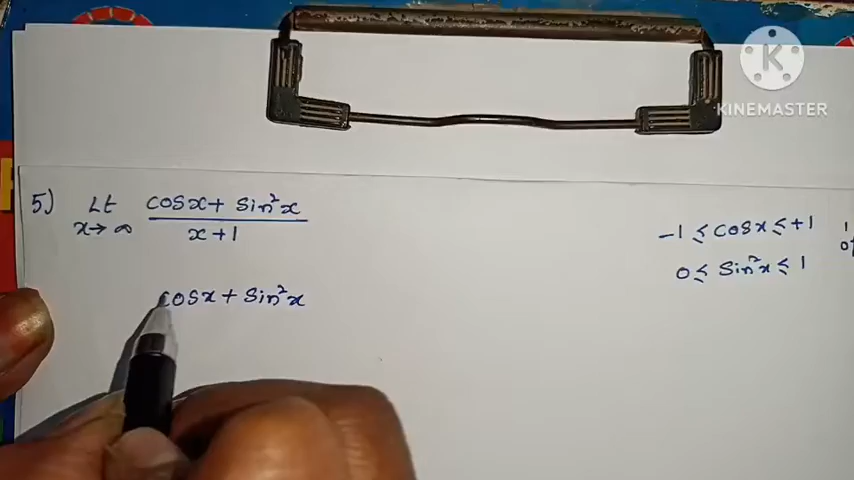 KINEMASTER
5) Lt cosx + Sin²x
x→∞ x+1
-1 ≤ cosx ≤ +1
0 ≤ Sin²x ≤ 1
cosx + Sin²x